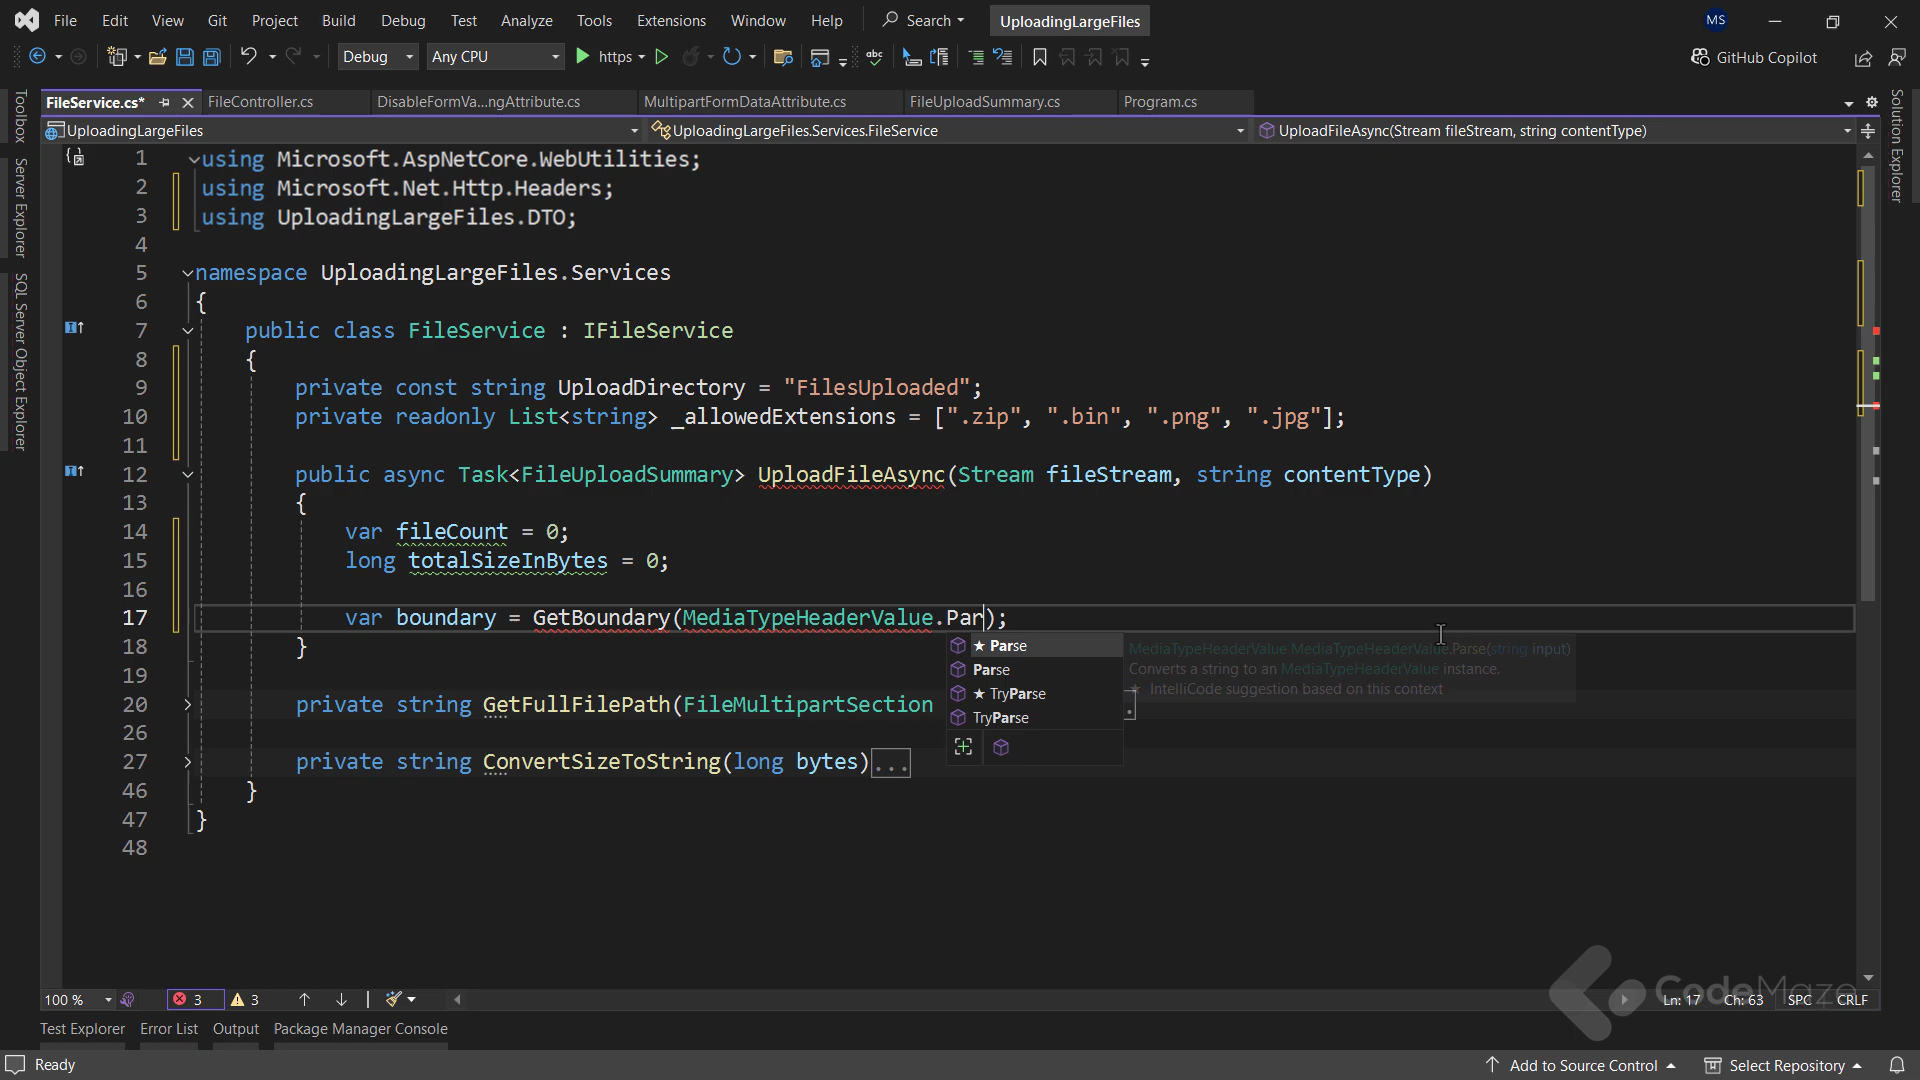 File Edit View Git Project Build Debug Test Analyze Tools Extensions Window Help Search UploadingLargeFiles MS
Debug Any CPU https abc GitHub Copilot
FileService.cs* FileController.cs DisableFormVa...ngAttribute.cs MultipartFormDataAttribute.cs FileUploadSummary.cs Program.cs
UploadingLargeFiles UploadingLargeFiles.Services.FileService UploadFileAsync(Stream fileStream, string contentType)
Toolbox
Server Explorer
SQL Server Object Explorer
Solution Explorer
1 using Microsoft.AspNetCore.WebUtilities;
2 using Microsoft.Net.Http.Headers;
3 using UploadingLargeFiles.DTO;
4
5 namespace UploadingLargeFiles.Services
6 {
7 public class FileService : IFileService
8 {
9 private const string UploadDirectory = "FilesUploaded";
10 private readonly List<string> _allowedExtensions = [".zip", ".bin", ".png", ".jpg"];
11
12 public async Task<FileUploadSummary> UploadFileAsync(Stream fileStream, string contentType)
13 {
14 var fileCount = 0;
15 long totalSizeInBytes = 0;
16
17 var boundary = GetBoundary(MediaTypeHeaderValue.Par);
18 }
19
20 private string GetFullFilePath(FileMultipartSection
26
27 private string ConvertSizeToString(long bytes)...
46 }
47 }
48
★ Parse
Parse
★ TryParse
TryParse
MediaTypeHeaderValue MediaTypeHeaderValue.Parse(string input)
Converts a string to an MediaTypeHeaderValue instance.
★ IntelliCode suggestion based on this context
100 % 3 3 Ln: 17 Ch: 63 SPC CRLF
CodeMaze
Test Explorer Error List Output Package Manager Console
Ready Add to Source Control Select Repository